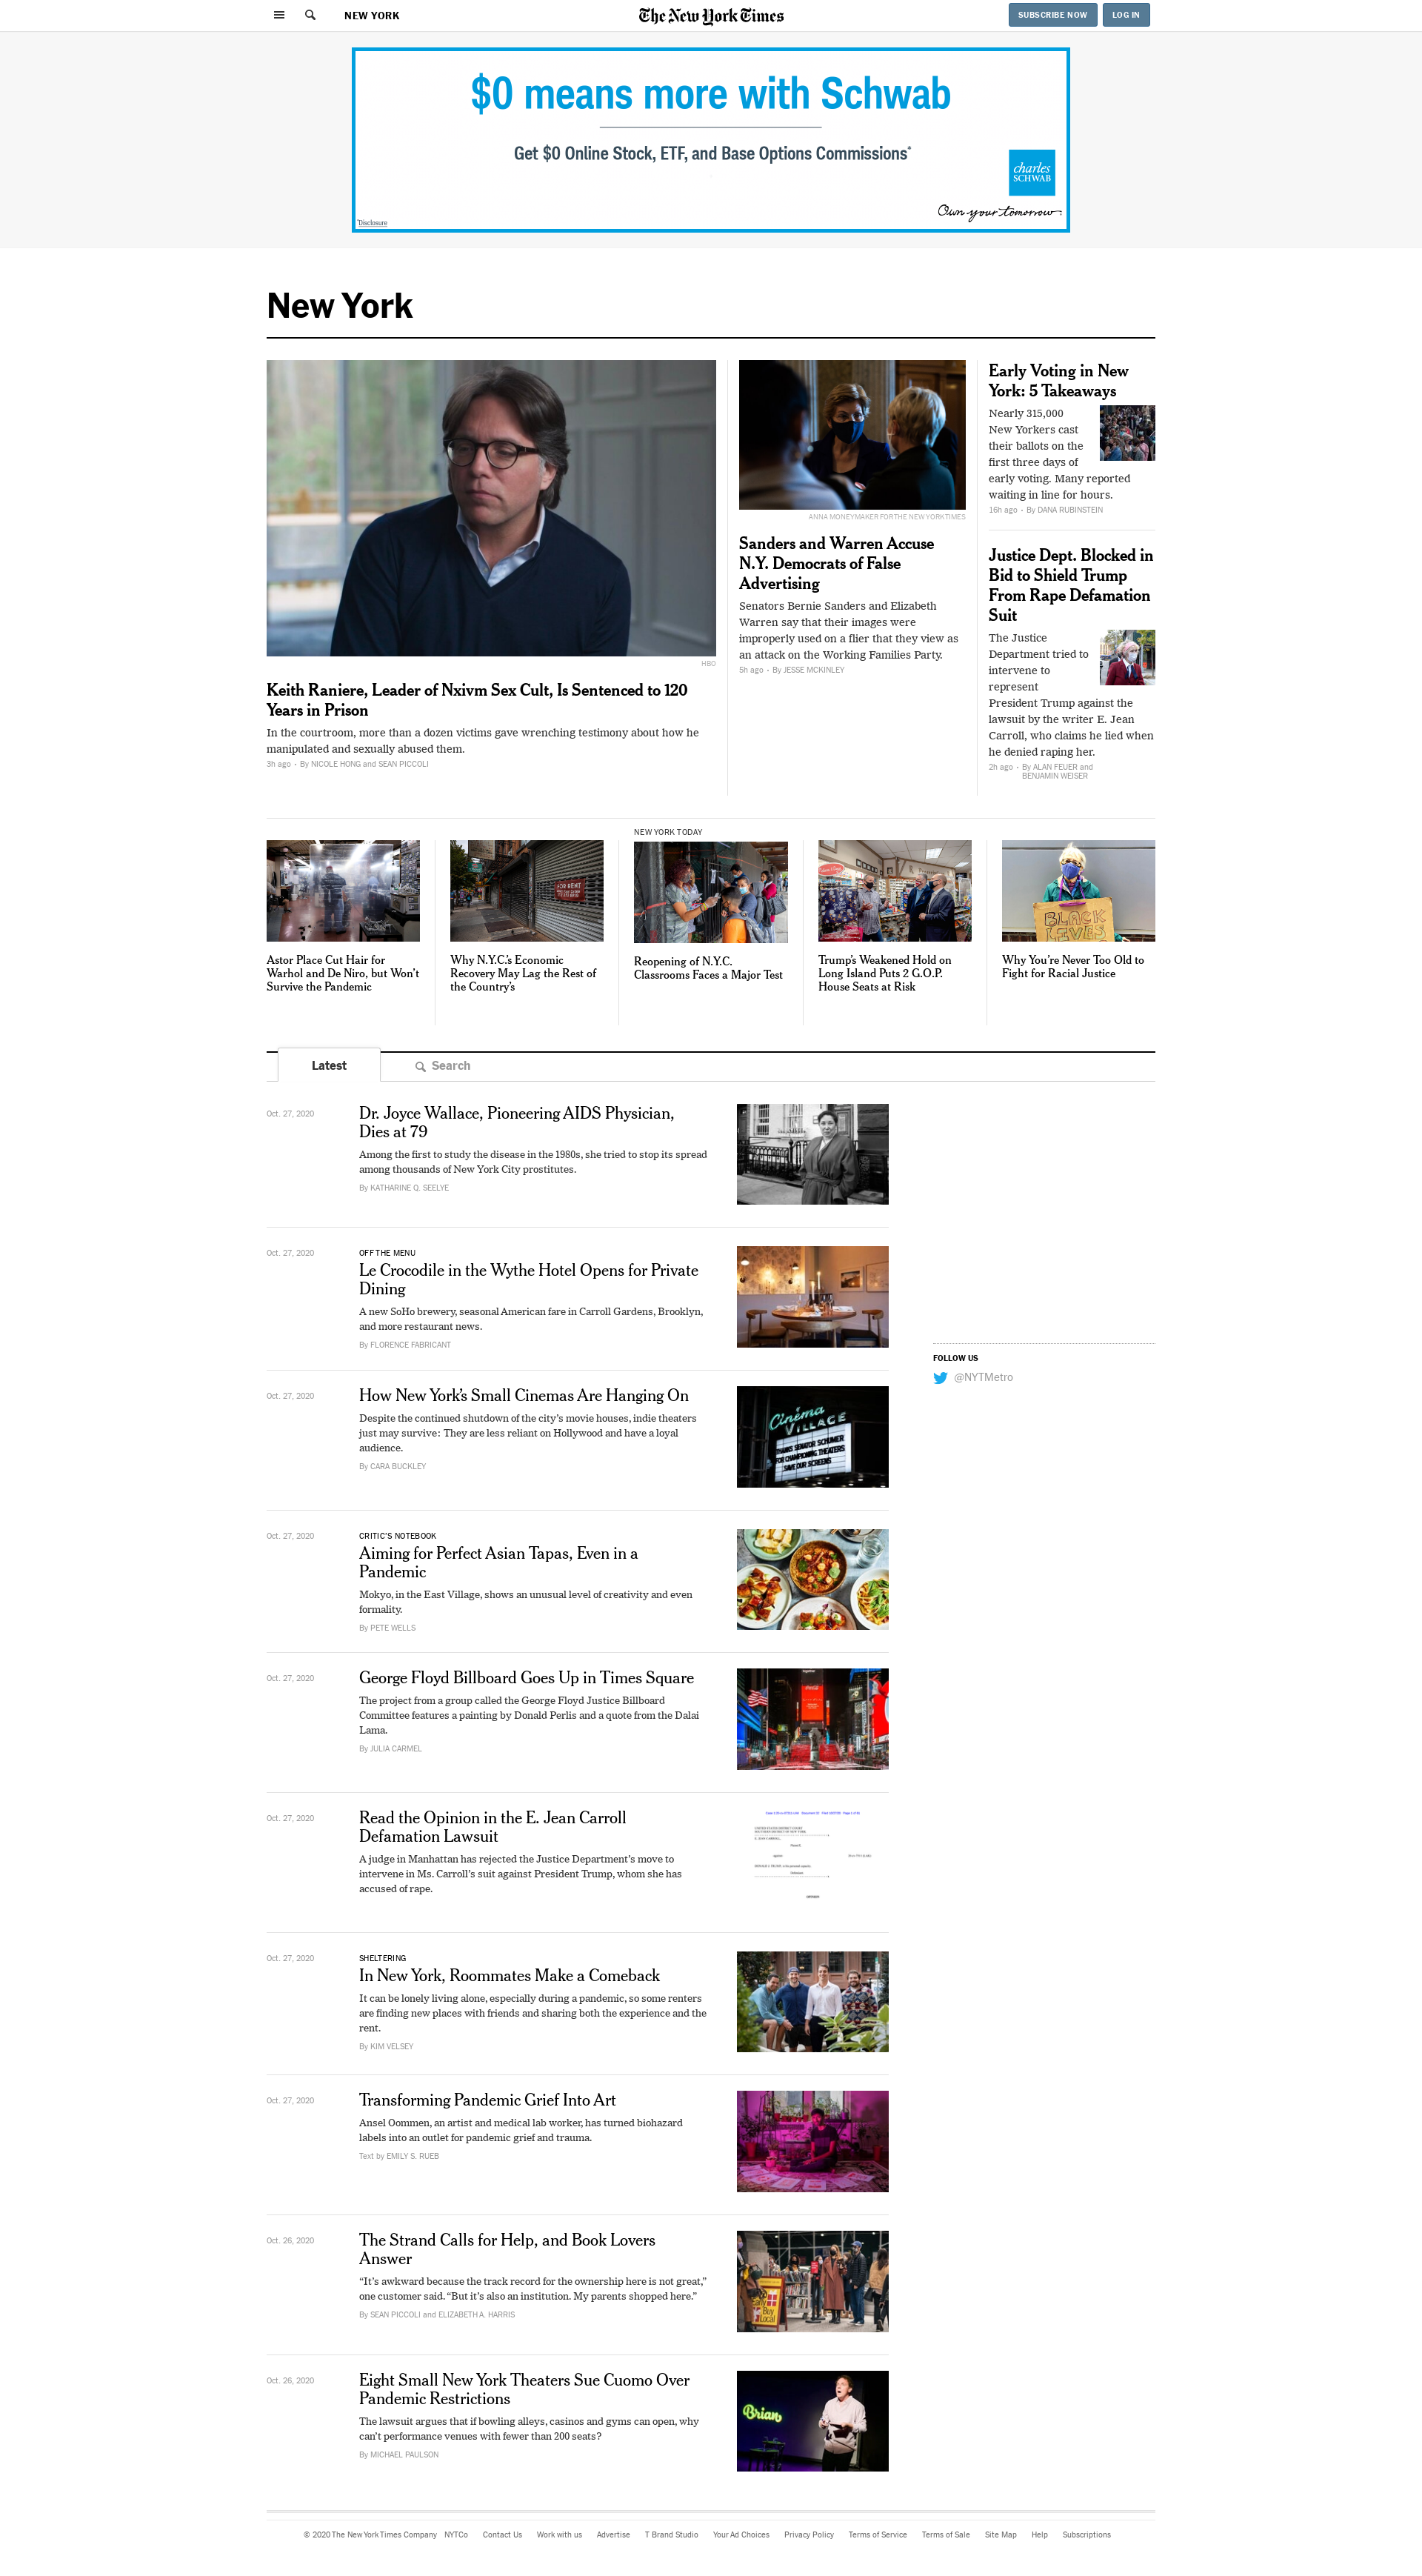 NEW YORK
The New York Times
SUBSCRIBE NOW
LOG IN
$0 means more with Schwab
Get $0 Online Stock, ETF, and Base Options Commissions*
charles
SCHWAB
Own your tomorrow.
*Disclosure
New York
HBO
Keith Raniere, Leader of Nxivm Sex Cult, Is Sentenced to 120
Years in Prison
In the courtroom, more than a dozen victims gave wrenching testimony about how he
manipulated and sexually abused them.
3h ago • By NICOLE HONG and SEAN PICCOLI
ANNA MONEYMAKER FOR THE NEW YORK TIMES
Sanders and Warren Accuse
N.Y. Democrats of False
Advertising
Senators Bernie Sanders and Elizabeth
Warren say that their images were
improperly used on a flier that they view as
an attack on the Working Families Party.
5h ago • By JESSE MCKINLEY
Early Voting in New
York: 5 Takeaways
Nearly 315,000
New Yorkers cast
their ballots on the
first three days of
early voting. Many reported
waiting in line for hours.
16h ago • By DANA RUBINSTEIN
Justice Dept. Blocked in
Bid to Shield Trump
From Rape Defamation
Suit
The Justice
Department tried to
intervene to
represent
President Trump against the
lawsuit by the writer E. Jean
Carroll, who claims he lied when
he denied raping her.
2h ago • By ALAN FEUER and
BENJAMIN WEISER
Astor Place Cut Hair for
Warhol and De Niro, but Won't
Survive the Pandemic
FOR RENT
Why N.Y.C.'s Economic
Recovery May Lag the Rest of
the Country's
NEW YORK TODAY
Reopening of N.Y.C.
Classrooms Faces a Major Test
Trump's Weakened Hold on
Long Island Puts 2 G.O.P.
House Seats at Risk
BLACK
LIVES
Why You're Never Too Old to
Fight for Racial Justice
Latest
Search
Oct. 27, 2020
Dr. Joyce Wallace, Pioneering AIDS Physician,
Dies at 79
Among the first to study the disease in the 1980s, she tried to stop its spread
among thousands of New York City prostitutes.
By KATHARINE Q. SEELYE
Oct. 27, 2020
OFF THE MENU
Le Crocodile in the Wythe Hotel Opens for Private
Dining
A new SoHo brewery, seasonal American fare in Carroll Gardens, Brooklyn,
and more restaurant news.
By FLORENCE FABRICANT
FOLLOW US
@NYTMetro
Oct. 27, 2020
How New York's Small Cinemas Are Hanging On
Despite the continued shutdown of the city's movie houses, indie theaters
just may survive: They are less reliant on Hollywood and have a loyal
audience.
By CARA BUCKLEY
Cinema
VILLAGE
THANKS SENATOR SCHUMER
FOR CHAMPIONING THEATERS
SAVE OUR SCREENS
Oct. 27, 2020
CRITIC'S NOTEBOOK
Aiming for Perfect Asian Tapas, Even in a
Pandemic
Mokyo, in the East Village, shows an unusual level of creativity and even
formality.
By PETE WELLS
Oct. 27, 2020
George Floyd Billboard Goes Up in Times Square
The project from a group called the George Floyd Justice Billboard
Committee features a painting by Donald Perlis and a quote from the Dalai
Lama.
By JULIA CARMEL
Oct. 27, 2020
Read the Opinion in the E. Jean Carroll
Defamation Lawsuit
A judge in Manhattan has rejected the Justice Department's move to
intervene in Ms. Carroll's suit against President Trump, whom she has
accused of rape.
Oct. 27, 2020
SHELTERING
In New York, Roommates Make a Comeback
It can be lonely living alone, especially during a pandemic, so some renters
are finding new places with friends and sharing both the experience and the
rent.
By KIM VELSEY
Oct. 27, 2020
Transforming Pandemic Grief Into Art
Ansel Oommen, an artist and medical lab worker, has turned biohazard
labels into an outlet for pandemic grief and trauma.
Text by EMILY S. RUEB
Oct. 26, 2020
The Strand Calls for Help, and Book Lovers
Answer
“It's awkward because the track record for the ownership here is not great,”
one customer said. “But it's also an institution. My parents shopped here.”
By SEAN PICCOLI and ELIZABETH A. HARRIS
Oct. 26, 2020
Eight Small New York Theaters Sue Cuomo Over
Pandemic Restrictions
The lawsuit argues that if bowling alleys, casinos and gyms can open, why
can't performance venues with fewer than 200 seats?
By MICHAEL PAULSON
Brian
© 2020 The New York Times Company NYTCo Contact Us Work with us Advertise T Brand Studio Your Ad Choices Privacy Policy Terms of Service Terms of Sale Site Map Help Subscriptions